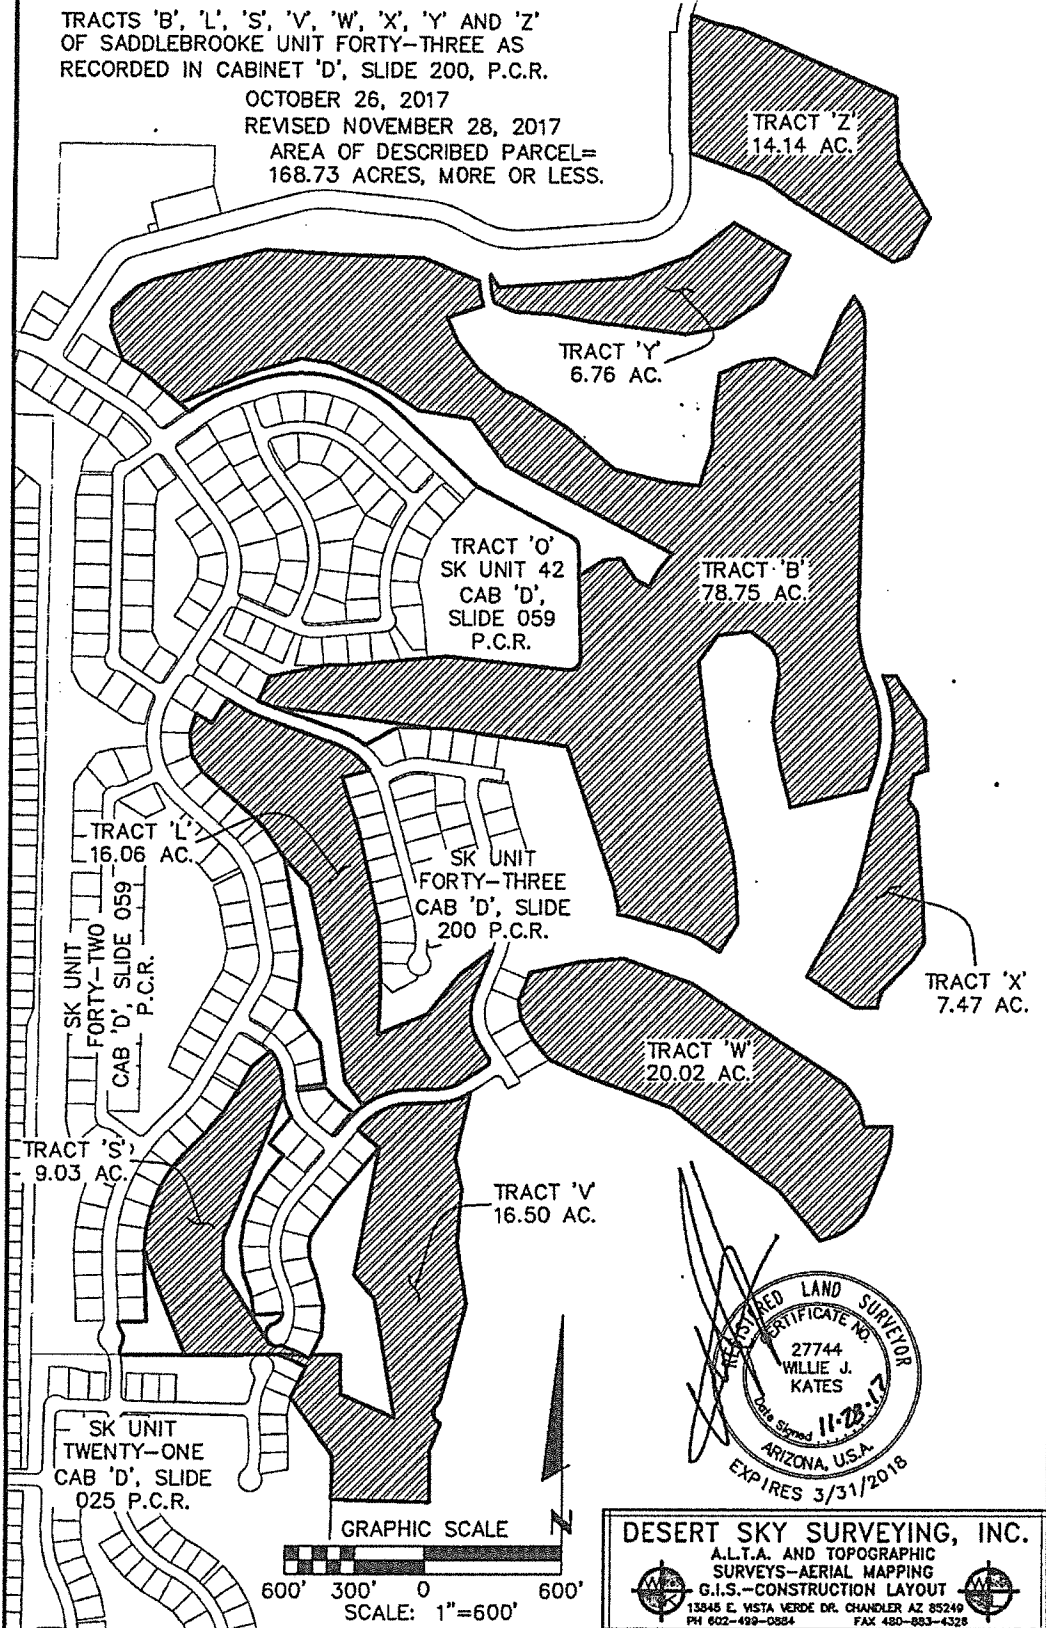 TRACTS 'B', 'L', 'S', 'V', 'W', 'X', 'Y' AND 'Z'
OF SADDLEBROOKE UNIT FORTY-THREE AS
RECORDED IN CABINET 'D', SLIDE 200, P.C.R.
OCTOBER 26, 2017
REVISED NOVEMBER 28, 2017
AREA OF DESCRIBED PARCEL=
168.73 ACRES, MORE OR LESS.
TRACT 'Z'
14.14 AC.
TRACT 'Y'
6.76 AC.
TRACT 'O'
SK UNIT 42
CAB 'D',
SLIDE 059
P.C.R.
TRACT 'B'
78.75 AC.
TRACT 'L'
16.06 AC.
SK UNIT
FORTY-THREE
CAB 'D', SLIDE
200 P.C.R.
SK UNIT
FORTY-TWO
CAB 'D', SLIDE 059
P.C.R.
TRACT 'X'
7.47 AC.
TRACT 'W'
20.02 AC.
TRACT 'S'
9.03 AC.
TRACT 'V'
16.50 AC.
REGISTERED LAND SURVEYOR
CERTIFICATE NO.
27744
WILLIE J.
KATES
Date Signed 11-28-17
ARIZONA, U.S.A.
EXPIRES 3/31/2018
SK UNIT
TWENTY-ONE
CAB 'D', SLIDE
025 P.C.R.
N
GRAPHIC SCALE
600' 300' 0 600'
SCALE: 1"=600'
DESERT SKY SURVEYING, INC.
A.L.T.A. AND TOPOGRAPHIC
SURVEYS-AERIAL MAPPING
G.I.S.-CONSTRUCTION LAYOUT
13845 E. VISTA VERDE DR. CHANDLER AZ 85249
PH 602-499-0884 FAX 480-883-4328